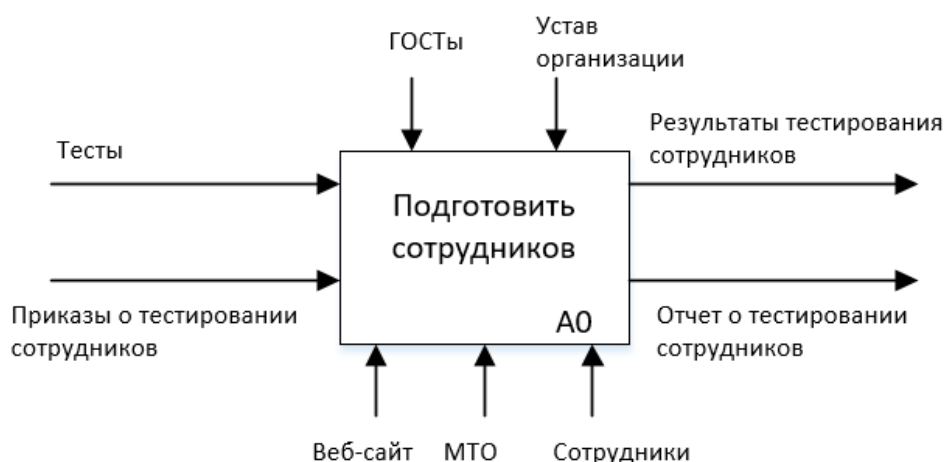 ГОСТы
Устав
организации
Тесты
Результаты тестирования
сотрудников
Подготовить
сотрудников
Приказы о тестировании
сотрудников
А0
Отчет о тестировании
сотрудников
Веб-сайт
МТО
Сотрудники